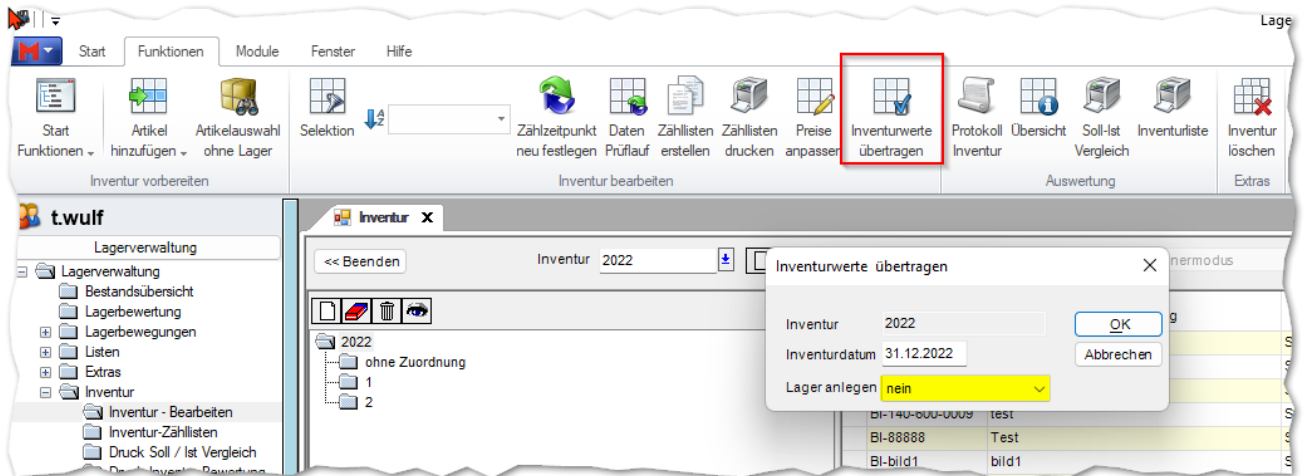 Lage
M
Start Funktionen Module Fenster Hilfe
Start Funktionen
Artikel hinzufügen
Artikelauswahl ohne Lager
Selektion
Zählzeitpunkt neu festlegen
Daten Prüflauf
Zähllisten erstellen
Zähllisten drucken
Preise anpassen
Inventurwerte übertragen
Protokoll Inventur
Übersicht
Soll-Ist Vergleich
Inventurliste
Inventur löschen
Inventur vorbereiten
Inventur bearbeiten
Auswertung
Extras
t.wulf
Lagerverwaltung
Lagerverwaltung
Bestandsübersicht
Lagerbewertung
Lagerbewegungen
Listen
Extras
Inventur
Inventur - Bearbeiten
Inventur-Zähllisten
Druck Soll / Ist Vergleich
Inventur X
<< Beenden
Inventur 2022
nermodus
2022
ohne Zuordnung
1
2
Inventurwerte übertragen
Inventur 2022
OK
Inventurdatum 31.12.2022
Abbrechen
Lager anlegen nein
g
BI-140-600-0009 test
BI-88888 Test
BI-bild1 bild1